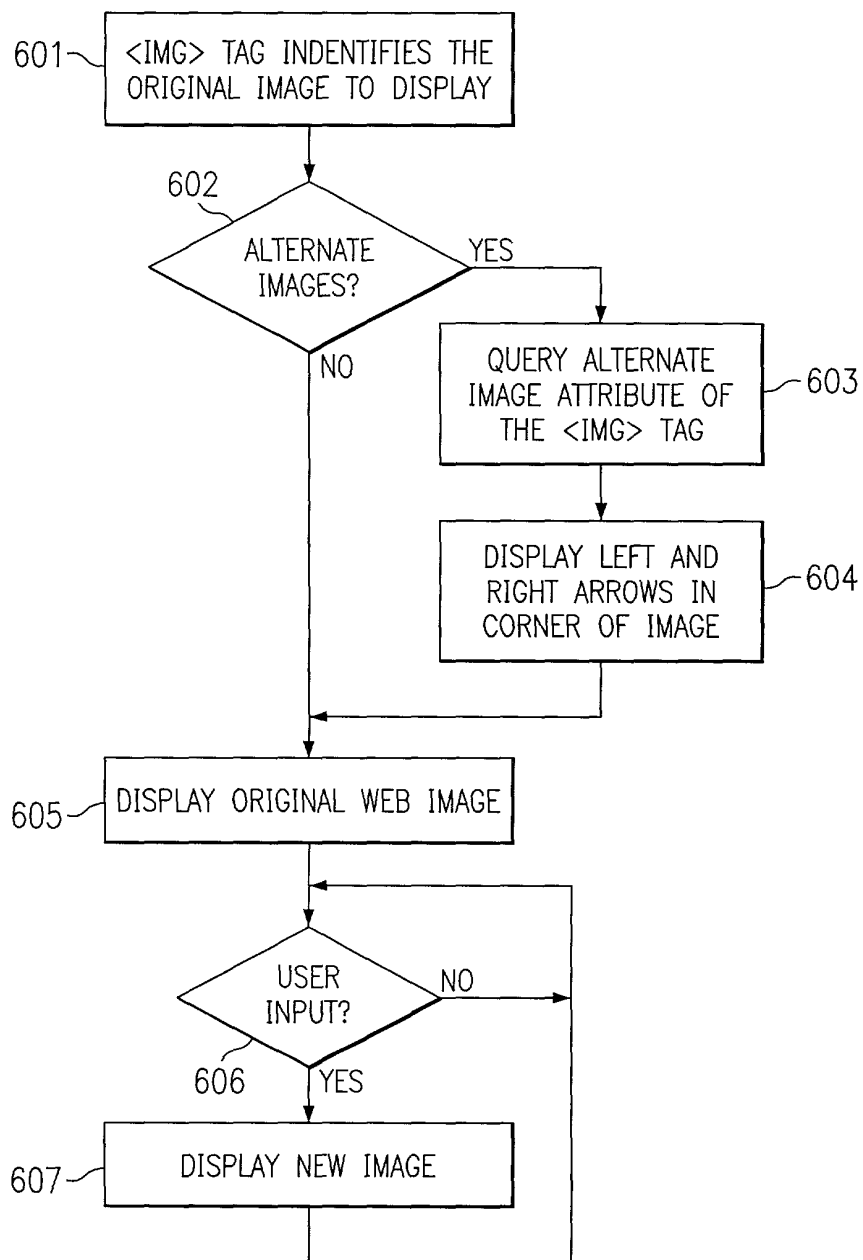 601
<IMG> TAG INDENTIFIES THE
ORIGINAL IMAGE TO DISPLAY
602
ALTERNATE
IMAGES?
YES
NO
QUERY ALTERNATE
IMAGE ATTRIBUTE OF
THE <IMG> TAG
603
DISPLAY LEFT AND
RIGHT ARROWS IN
CORNER OF IMAGE
604
605
DISPLAY ORIGINAL WEB IMAGE
USER
INPUT?
NO
606
YES
607
DISPLAY NEW IMAGE